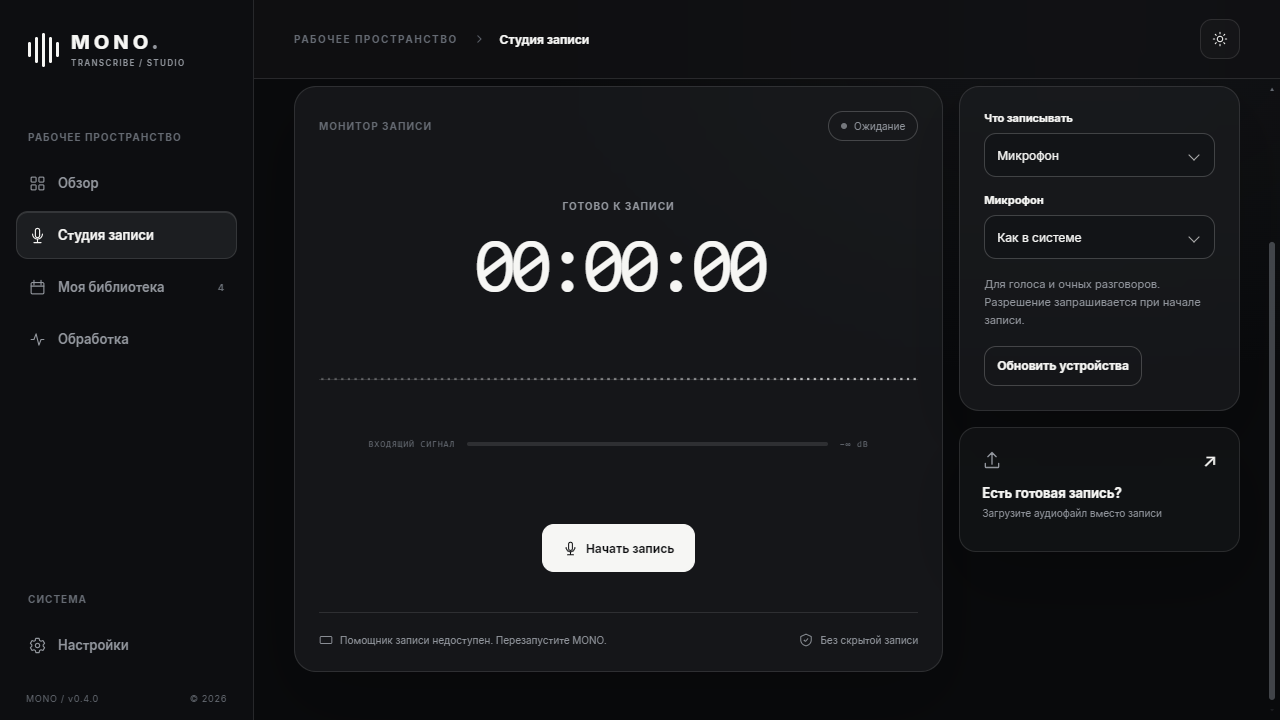 MONO.
TRANSCRIBE / STUDIO
РАБОЧЕЕ ПРОСТРАНСТВО
Обзор
Студия записи
Моя библиотека 4
Обработка
СИСТЕМА
Настройки
MONO / v0.4.0 © 2026
РАБОЧЕЕ ПРОСТРАНСТВО > Студия записи
МОНИТОР ЗАПИСИ
Ожидание
ГОТОВО К ЗАПИСИ
00:00:00
ВХОДЯЩИЙ СИГНАЛ
−∞ dB
Начать запись
Помощник записи недоступен. Перезапустите MONO.
Без скрытой записи
Что записывать
Микрофон
Микрофон
Как в системе
Для голоса и очных разговоров.
Разрешение запрашивается при начале
записи.
Обновить устройства
Есть готовая запись?
Загрузите аудиофайл вместо записи